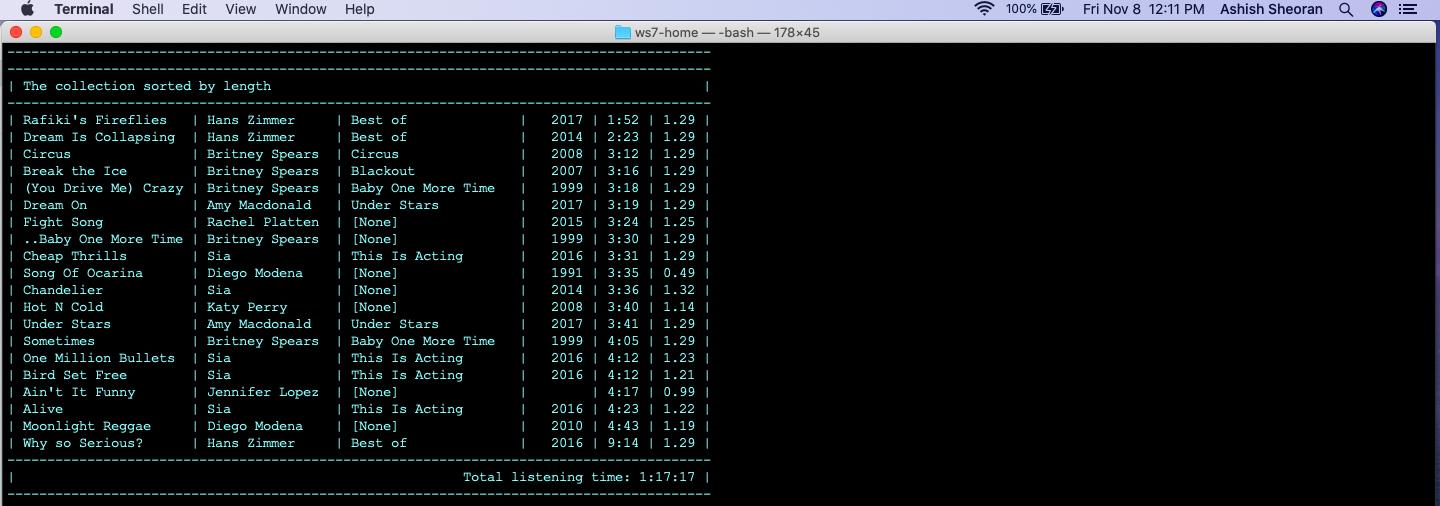 Terminal Shell Edit View Window Help 100% Fri Nov 8 12:11 PM Ashish Sheoran
ws7-home — -bash — 178×45
----------------------------------------------------------------------------------------
----------------------------------------------------------------------------------------
| The collection sorted by length                                                      |
----------------------------------------------------------------------------------------
| Rafiki's Fireflies   | Hans Zimmer     | Best of              |   2017 | 1:52 | 1.29 |
| Dream Is Collapsing  | Hans Zimmer     | Best of              |   2014 | 2:23 | 1.29 |
| Circus               | Britney Spears  | Circus               |   2008 | 3:12 | 1.29 |
| Break the Ice        | Britney Spears  | Blackout             |   2007 | 3:16 | 1.29 |
| (You Drive Me) Crazy | Britney Spears  | Baby One More Time   |   1999 | 3:18 | 1.29 |
| Dream On             | Amy Macdonald   | Under Stars          |   2017 | 3:19 | 1.29 |
| Fight Song           | Rachel Platten  | [None]               |   2015 | 3:24 | 1.25 |
| ..Baby One More Time | Britney Spears  | [None]               |   1999 | 3:30 | 1.29 |
| Cheap Thrills        | Sia             | This Is Acting       |   2016 | 3:31 | 1.29 |
| Song Of Ocarina      | Diego Modena    | [None]               |   1991 | 3:35 | 0.49 |
| Chandelier           | Sia             | [None]               |   2014 | 3:36 | 1.32 |
| Hot N Cold           | Katy Perry      | [None]               |   2008 | 3:40 | 1.14 |
| Under Stars          | Amy Macdonald   | Under Stars          |   2017 | 3:41 | 1.29 |
| Sometimes            | Britney Spears  | Baby One More Time   |   1999 | 4:05 | 1.29 |
| One Million Bullets  | Sia             | This Is Acting       |   2016 | 4:12 | 1.23 |
| Bird Set Free        | Sia             | This Is Acting       |   2016 | 4:12 | 1.21 |
| Ain't It Funny       | Jennifer Lopez  | [None]               |        | 4:17 | 0.99 |
| Alive                | Sia             | This Is Acting       |   2016 | 4:23 | 1.22 |
| Moonlight Reggae     | Diego Modena    | [None]               |   2010 | 4:43 | 1.19 |
| Why so Serious?      | Hans Zimmer     | Best of              |   2016 | 9:14 | 1.29 |
----------------------------------------------------------------------------------------
|                                                        Total listening time: 1:17:17 |
----------------------------------------------------------------------------------------